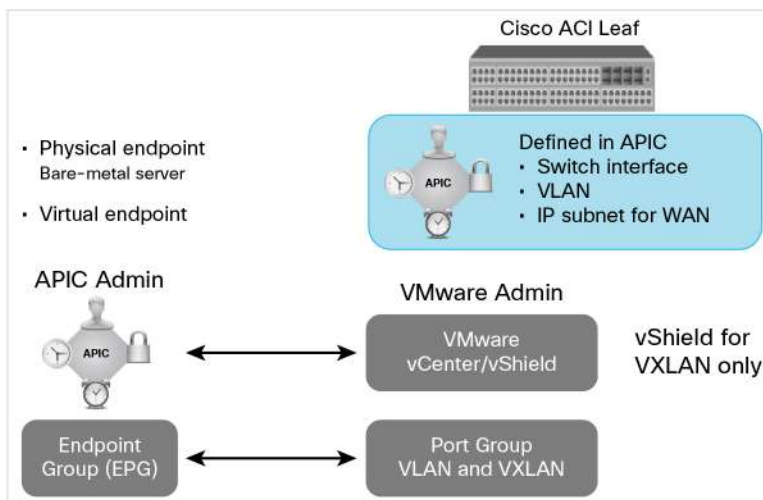 Cisco ACI Leaf
• Physical endpoint
Bare-metal server
• Virtual endpoint
APIC
Defined in APIC
• Switch interface
• VLAN
• IP subnet for WAN
APIC Admin
VMware Admin
APIC
VMware
vCenter/vShield
vShield for
VXLAN only
Endpoint
Group (EPG)
Port Group
VLAN and VXLAN